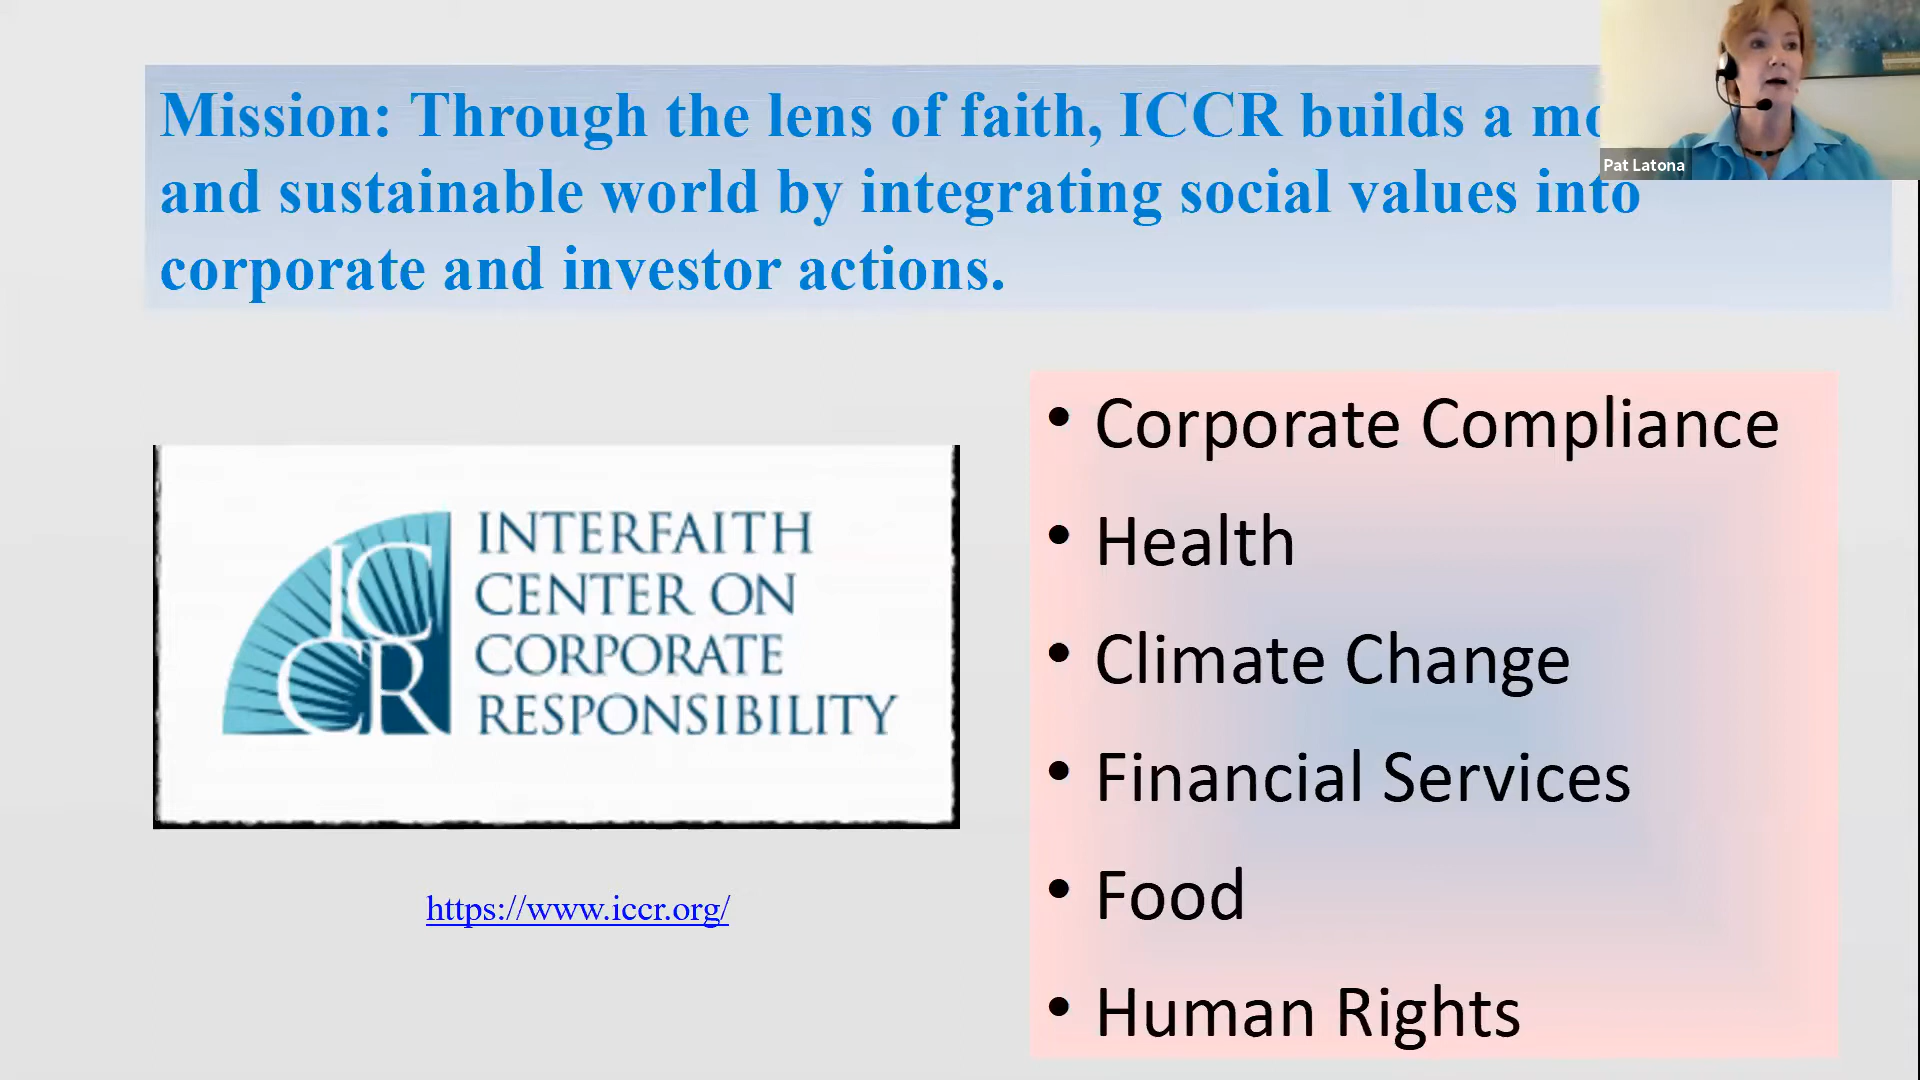 Mission: Through the lens of faith, ICCR builds a
and sustainable world by integrating social values into
corporate and investor actions.
Pat Latona
IC
CR
INTERFAITH
CENTER ON
CORPORATE
RESPONSIBILITY
https://www.iccr.org/
• Corporate Compliance
• Health
• Climate Change
• Financial Services
• Food
• Human Rights